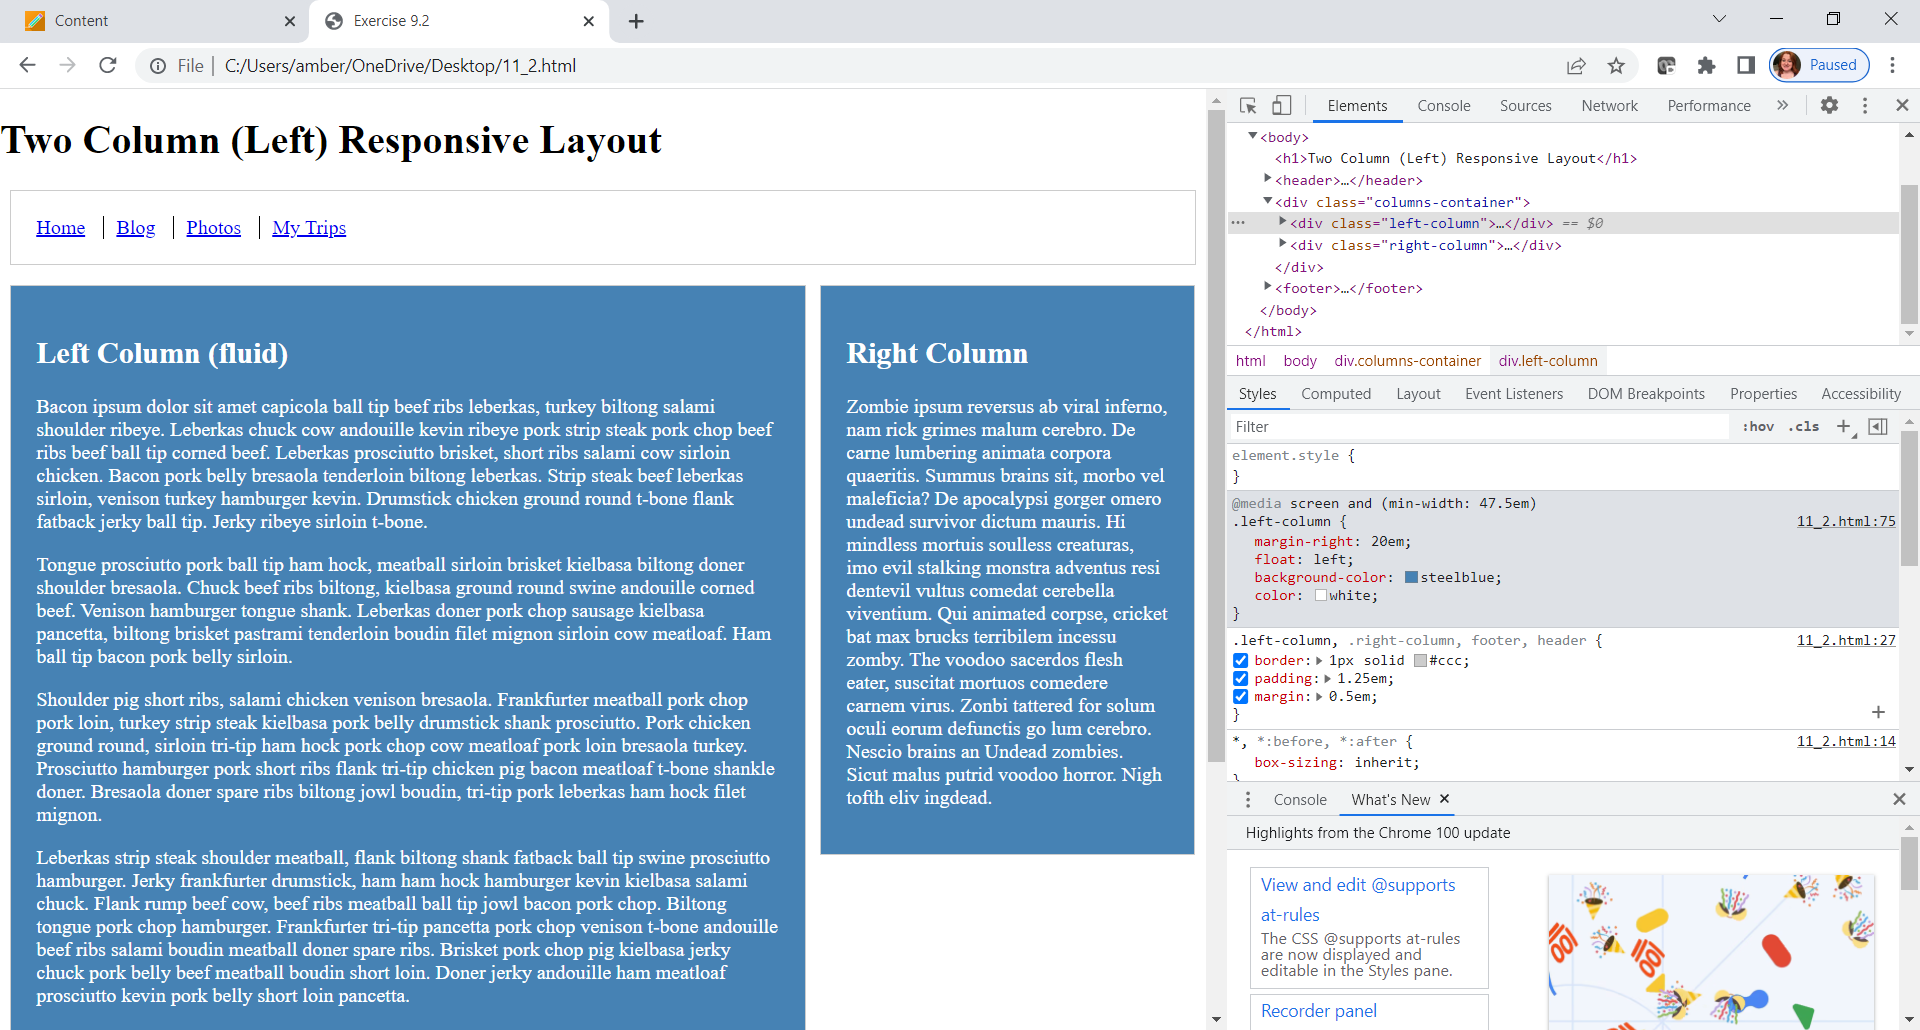 Content
Exercise 9.2
File
C:/Users/amber/OneDrive/Desktop/11_2.html
Paused
Two Column (Left) Responsive Layout
Home
Blog
Photos
My Trips
Left Column (fluid)
Bacon ipsum dolor sit amet capicola ball tip beef ribs leberkas, turkey biltong salami
shoulder ribeye. Leberkas chuck cow andouille kevin ribeye pork strip steak pork chop beef
ribs beef ball tip corned beef. Leberkas prosciutto brisket, short ribs salami cow sirloin
chicken. Bacon pork belly bresaola tenderloin biltong leberkas. Strip steak beef leberkas
sirloin, venison turkey hamburger kevin. Drumstick chicken ground round t-bone flank
fatback jerky ball tip. Jerky ribeye sirloin t-bone.
Tongue prosciutto pork ball tip ham hock, meatball sirloin brisket kielbasa biltong doner
shoulder bresaola. Chuck beef ribs biltong, kielbasa ground round swine andouille corned
beef. Venison hamburger tongue shank. Leberkas doner pork chop sausage kielbasa
pancetta, biltong brisket pastrami tenderloin boudin filet mignon sirloin cow meatloaf. Ham
ball tip bacon pork belly sirloin.
Shoulder pig short ribs, salami chicken venison bresaola. Frankfurter meatball pork chop
pork loin, turkey strip steak kielbasa pork belly drumstick shank prosciutto. Pork chicken
ground round, sirloin tri-tip ham hock pork chop cow meatloaf pork loin bresaola turkey.
Prosciutto hamburger pork short ribs flank tri-tip chicken pig bacon meatloaf t-bone shankle
doner. Bresaola doner spare ribs biltong jowl boudin, tri-tip pork leberkas ham hock filet
mignon.
Leberkas strip steak shoulder meatball, flank biltong shank fatback ball tip swine prosciutto
hamburger. Jerky frankfurter drumstick, ham ham hock hamburger kevin kielbasa salami
chuck. Flank rump beef cow, beef ribs meatball ball tip jowl bacon pork chop. Biltong
tongue pork chop hamburger. Frankfurter tri-tip pancetta pork chop venison t-bone andouille
beef ribs salami boudin meatball doner spare ribs. Brisket pork chop pig kielbasa jerky
chuck pork belly beef meatball boudin short loin. Doner jerky andouille ham meatloaf
prosciutto kevin pork belly short loin pancetta.
Right Column
Zombie ipsum reversus ab viral inferno,
nam rick grimes malum cerebro. De
carne lumbering animata corpora
quaeritis. Summus brains sit, morbo vel
maleficia? De apocalypsi gorger omero
undead survivor dictum mauris. Hi
mindless mortuis soulless creaturas,
imo evil stalking monstra adventus resi
dentevil vultus comedat cerebella
viventium. Qui animated corpse, cricket
bat max brucks terribilem incessu
zomby. The voodoo sacerdos flesh
eater, suscitat mortuos comedere
carnem virus. Zonbi tattered for solum
oculi eorum defunctis go lum cerebro.
Nescio brains an Undead zombies.
Sicut malus putrid voodoo horror. Nigh
tofth eliv ingdead.
Elements
Console
Sources
Network
Performance
<body>
<h1>Two Column (Left) Responsive Layout</h1>
<header>…</header>
<div class="columns-container">
<div class="left-column">…</div> == $0
<div class="right-column">…</div>
</div>
<footer>…</footer>
</body>
</html>
html
body
div.columns-container
div.left-column
Styles
Computed
Layout
Event Listeners
DOM Breakpoints
Properties
Accessibility
Filter
:hov
.cls
element.style {
}
@media screen and (min-width: 47.5em)
.left-column {
11_2.html:75
margin-right: 20em;
float: left;
background-color: steelblue;
color: white;
}
.left-column, .right-column, footer, header {
11_2.html:27
border: 1px solid #ccc;
padding: 1.25em;
margin: 0.5em;
}
*, *:before, *:after {
11_2.html:14
box-sizing: inherit;
}
Console
What's New
Highlights from the Chrome 100 update
View and edit @supports
at-rules
The CSS @supports at-rules
are now displayed and
editable in the Styles pane.
Recorder panel